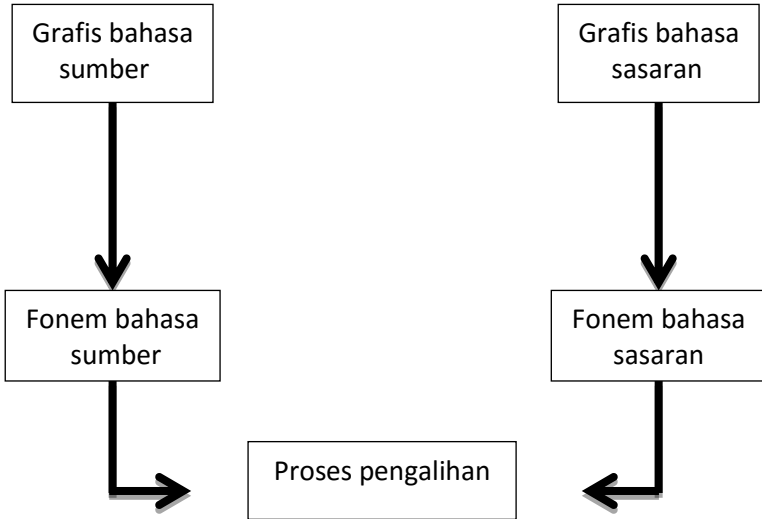 Grafis bahasa
sumber
Grafis bahasa
sasaran
Fonem bahasa
sumber
Fonem bahasa
sasaran
Proses pengalihan